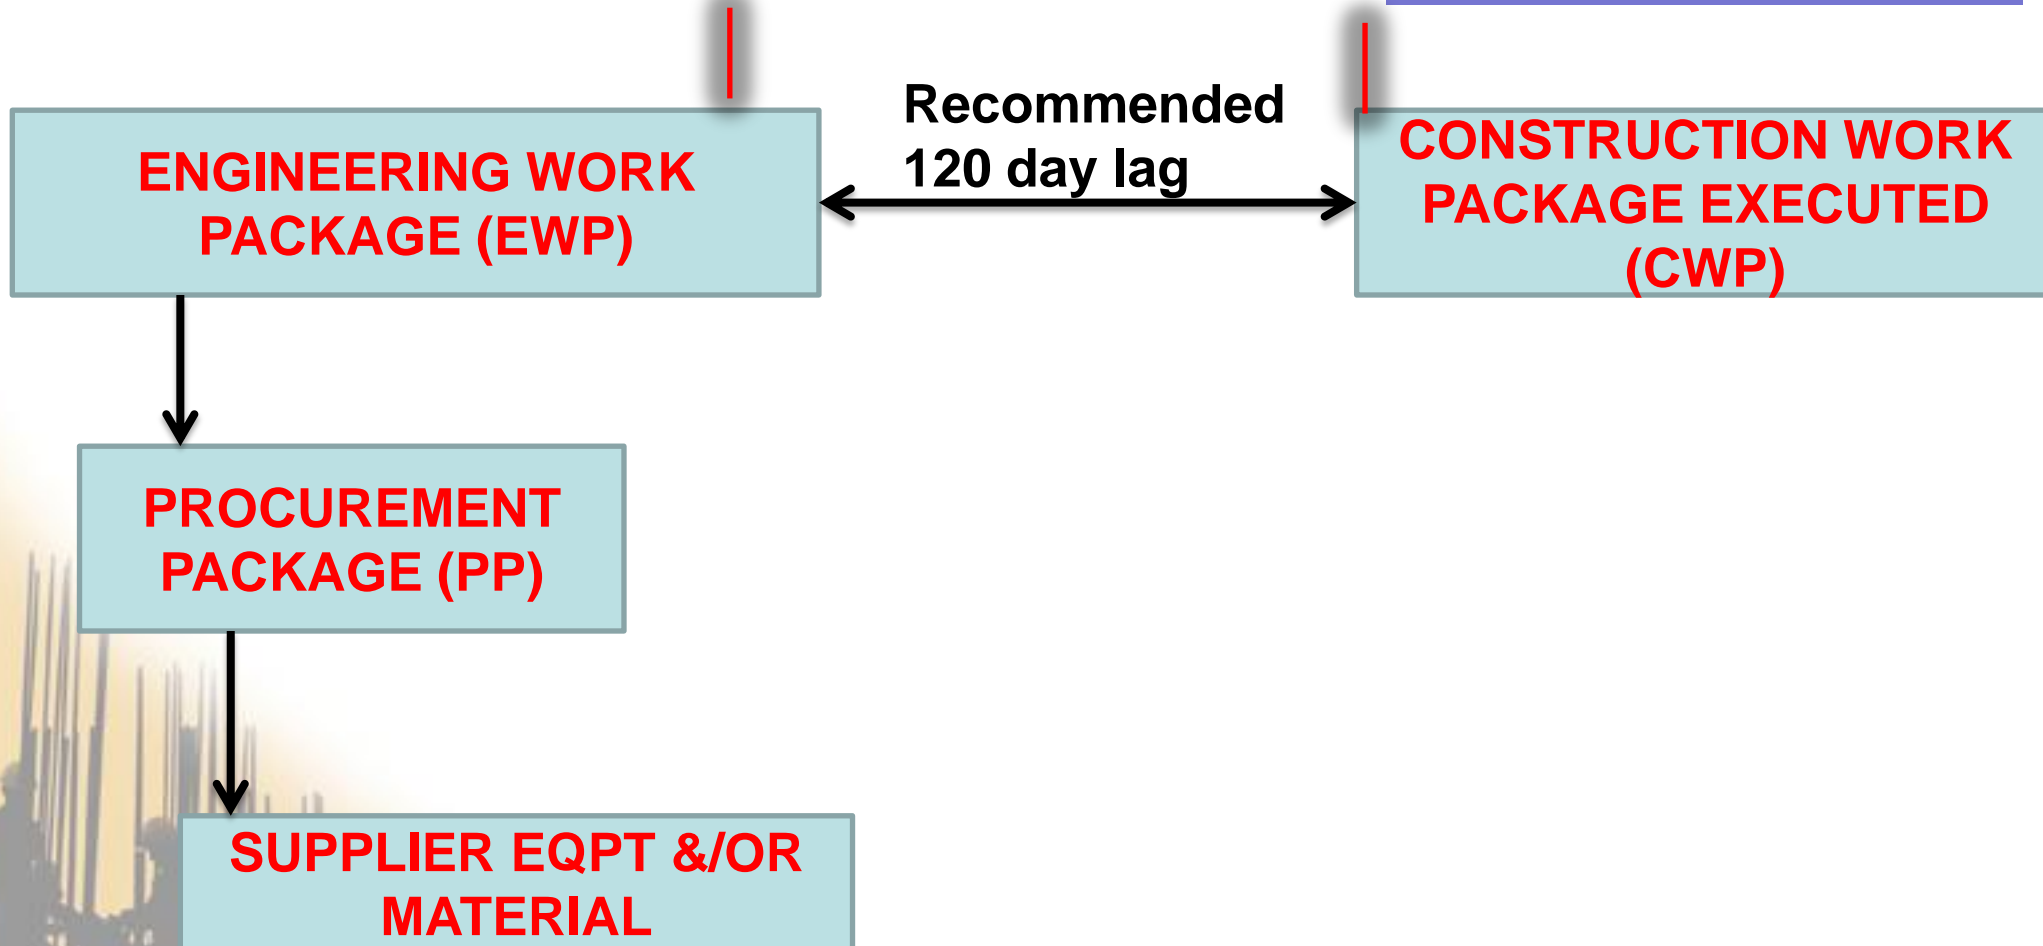 Recommended
120 day lag
ENGINEERING WORK
PACKAGE (EWP)
CONSTRUCTION WORK
PACKAGE EXECUTED
(CWP)
PROCUREMENT
PACKAGE (PP)
SUPPLIER EQPT &/OR
MATERIAL